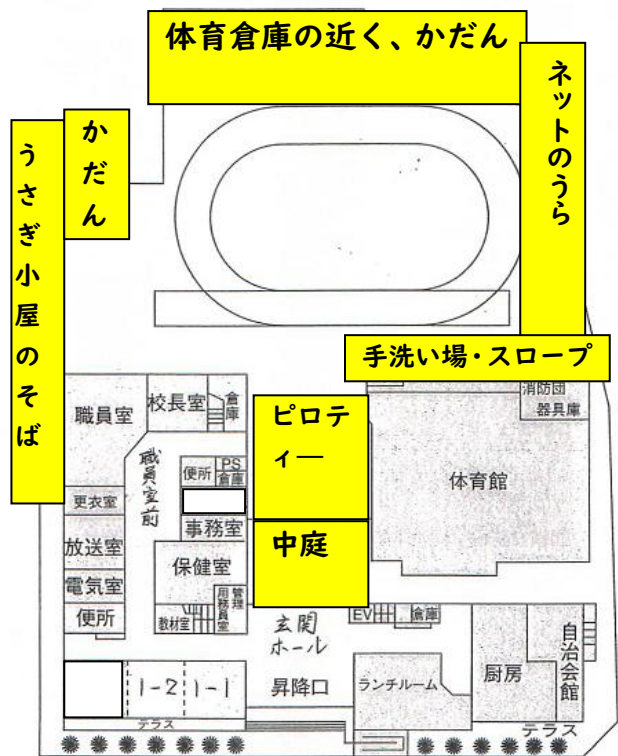 体育倉庫の近く、かだん
ネットのうら
かだん
うさぎ小屋のそば
手洗い場・スロープ
消防団
器具庫
職員室
校長室
倉庫
ピロテ
ィー
体育館
職員室前
便所
PS
倉庫
更衣室
事務室
中庭
放送室
保健室
電気室
管理
用務員室
便所
教材室
玄関
ホール
EV
倉庫
自治会館
厨房
1-2
1-1
昇降口
ランチルーム
テラス
テラス